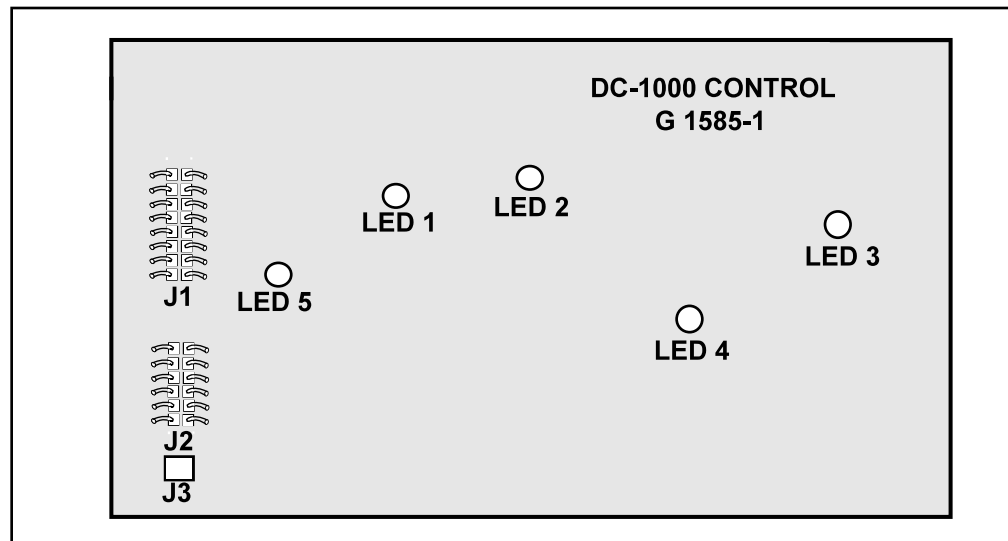 DC-1000 CONTROL
G 1585-1
LED 1
LED 2
LED 3
J1
LED 5
LED 4
J2
J3